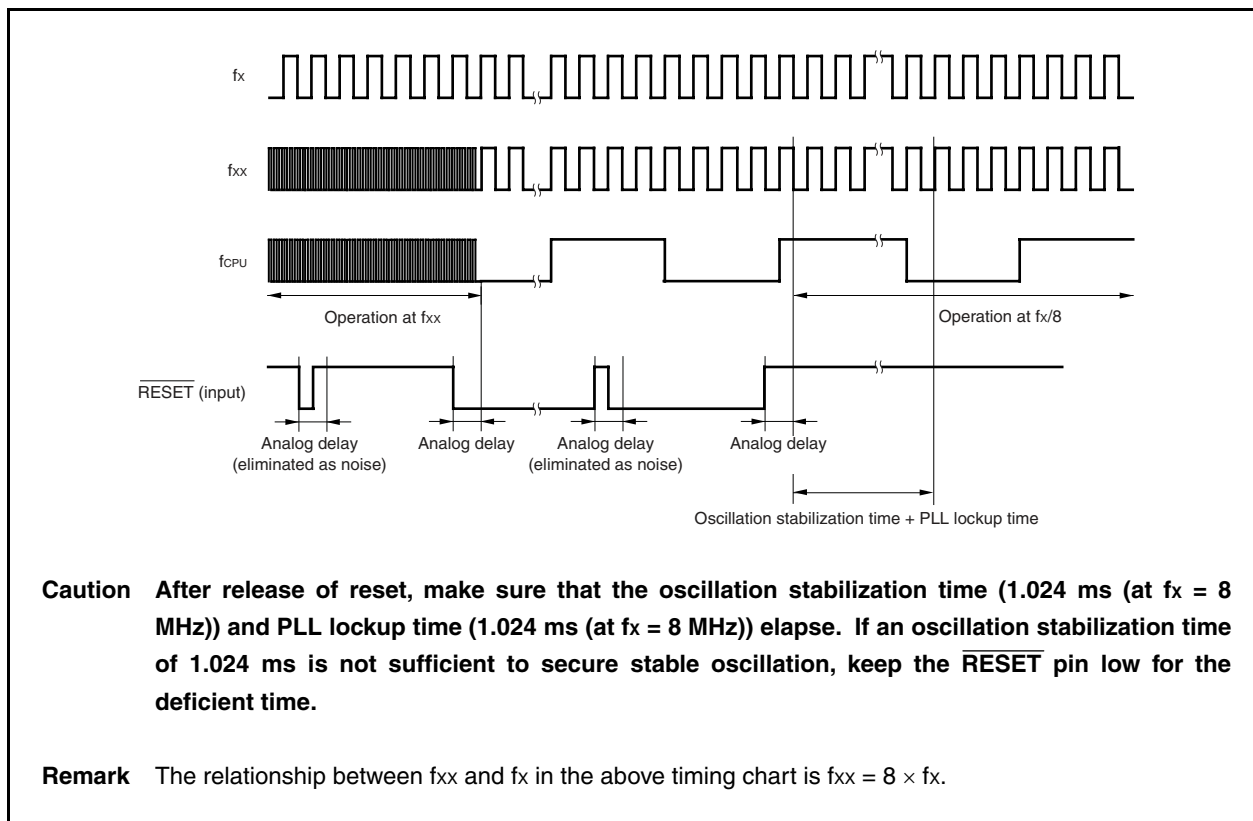 fx
fxx
fCPU
Operation at fxx
Operation at fx/8
RESET (input)
Analog delay
(eliminated as noise)
Analog delay
Analog delay
(eliminated as noise)
Analog delay
Oscillation stabilization time + PLL lockup time
Caution After release of reset, make sure that the oscillation stabilization time (1.024 ms (at fx = 8
MHz)) and PLL lockup time (1.024 ms (at fx = 8 MHz)) elapse. If an oscillation stabilization time
of 1.024 ms is not sufficient to secure stable oscillation, keep the RESET pin low for the
deficient time.
Remark The relationship between fxx and fx in the above timing chart is fxx = 8 × fx.